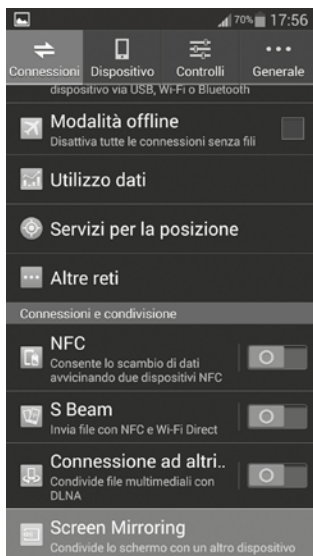 70% 17:56
Connessioni Dispositivo Controlli Generale
dispositivo via USB, Wi-Fi o Bluetooth
Modalità offline
Disattiva tutte le connessioni senza fili
Utilizzo dati
Servizi per la posizione
Altre reti
Connessioni e condivisione
NFC
Consente lo scambio di dati
avvicinando due dispositivi NFC
S Beam
Invia file con NFC e Wi-Fi Direct
Connessione ad altri..
Condivide file multimediali con
DLNA
Screen Mirroring
Condivide lo schermo con un altro dispositivo